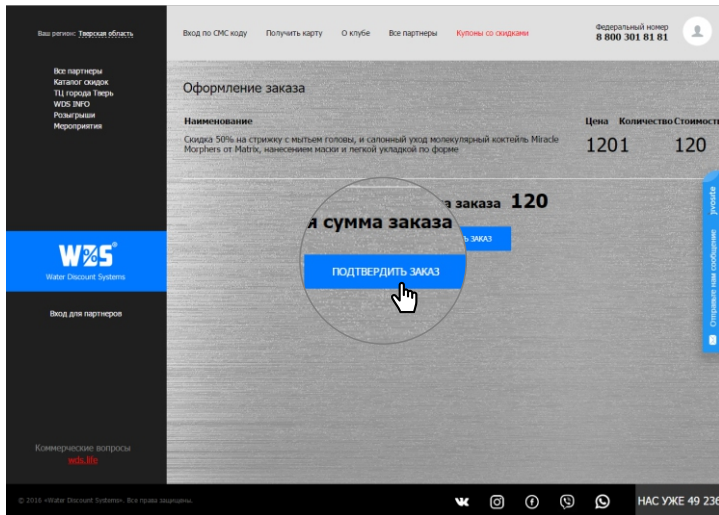 Ваш регион: Тверская область
Вход по СМС коду
Получить карту
О клубе
Все партнеры
Купоны со скидками
Федеральный номер
8 800 301 81 81
Все партнеры
Каталог скидок
ТЦ города Тверь
WDS INFO
Розыгрыши
Мероприятия
Оформление заказа
Наименование
Цена Количество Стоимость
Скидка 50% на стрижку с мытьем головы, и салонный уход молекулярный коктейль Miracle
Morphers от Matrix, нанесением маски и легкой укладкой по форме
120 1 120
заказа 120
я сумма заказа
Ь ЗАКАЗ
ПОДТВЕРДИТЬ ЗАКАЗ
W%S®
Water Discount Systems
Вход для партнеров
Отправьте нам сообщение
jivosite
Коммерческие вопросы
wds.life
© 2016 «Water Discount Systems». Все права защищены.
НАС УЖЕ 49 236